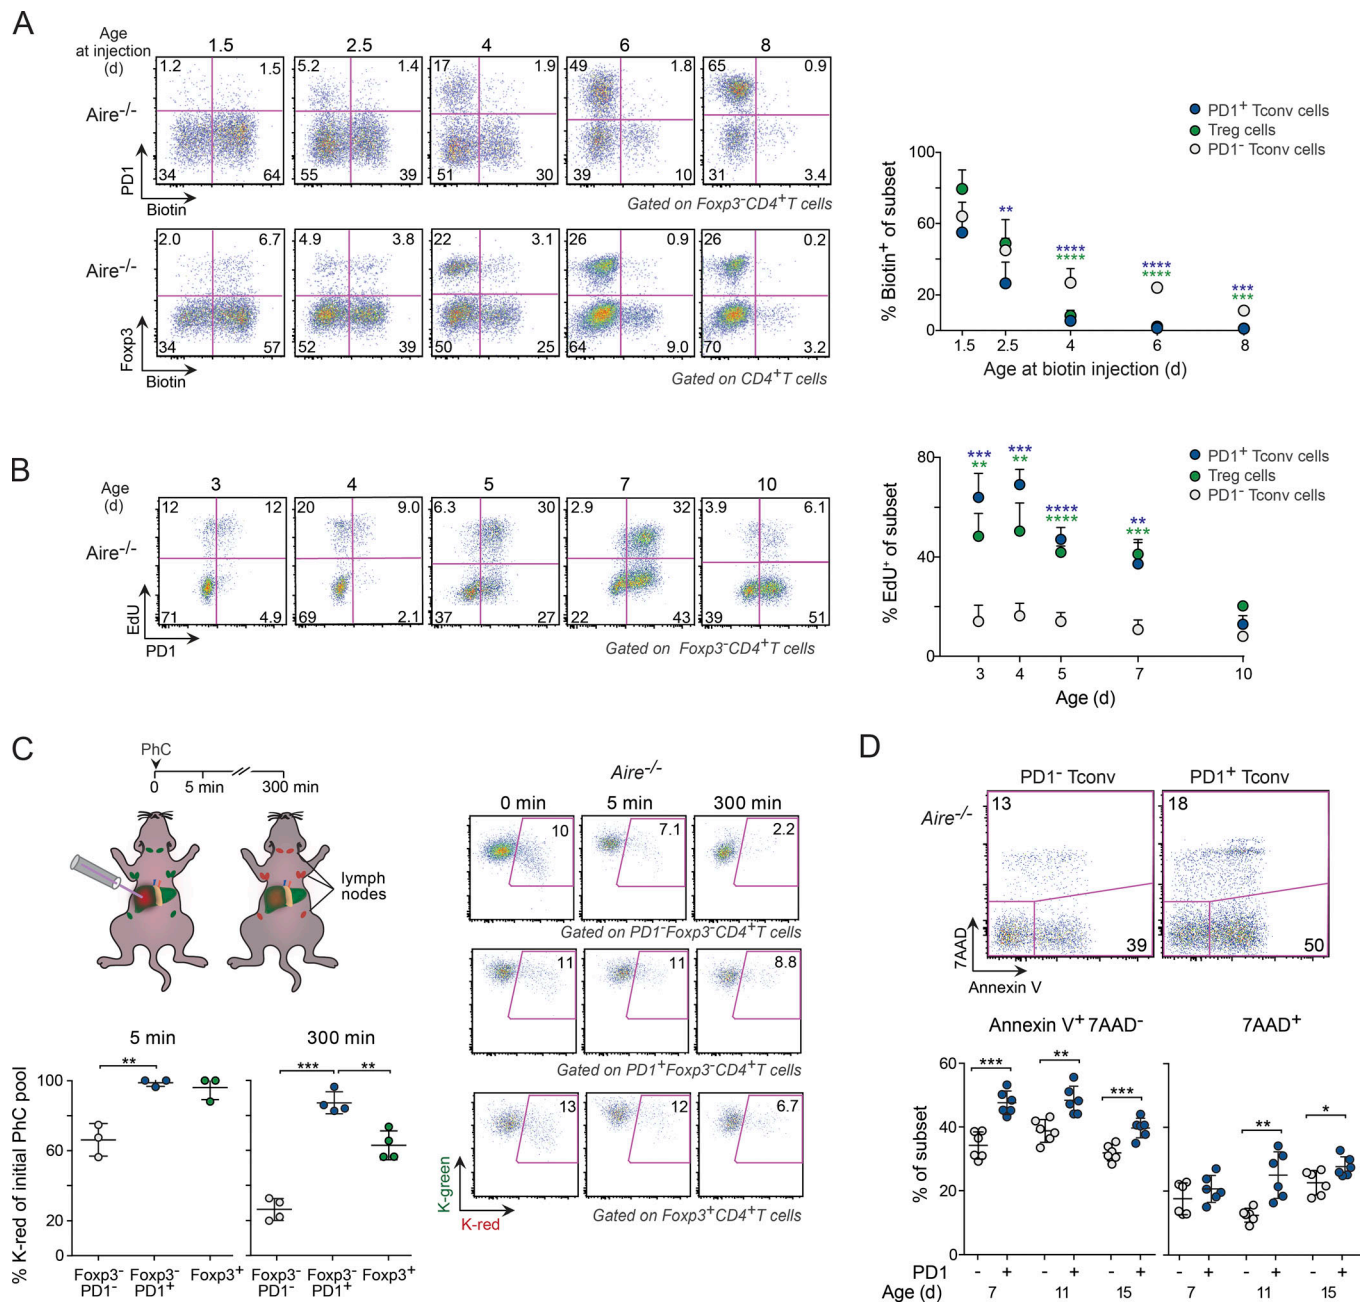 A
Age
at injection
(d)
1.5
2.5
4
6
8
Aire-/-
1.2
1.5
34
64
5.2
1.4
55
39
17
1.9
51
30
49
1.8
39
10
65
0.9
31
3.4
PD1
Biotin
Gated on Foxp3-CD4+T cells
Aire-/-
2.0
6.7
34
57
4.9
3.8
52
39
22
3.1
50
25
26
0.9
64
9.0
26
0.2
70
3.2
Foxp3
Biotin
Gated on CD4+T cells
PD1+ Tconv cells
Treg cells
PD1- Tconv cells
% Biotin+ of subset
100
60
20
0
**
****
****
****
****
***
***
1.5
2.5
4
6
8
Age at biotin injection (d)
B
Age
(d)
3
4
5
7
10
Aire-/-
12
12
71
4.9
20
9.0
69
2.1
6.3
30
37
27
2.9
32
22
43
3.9
6.1
39
51
EdU
PD1
Gated on Foxp3-CD4+T cells
PD1+ Tconv cells
Treg cells
PD1- Tconv cells
% EdU+ of subset
80
40
0
***
**
***
**
****
****
**
***
3
4
5
7
10
Age (d)
C
PhC
0
5 min
300 min
lymph
nodes
Aire-/-
0 min
5 min
300 min
10
7.1
2.2
Gated on PD1-Foxp3-CD4+T cells
11
11
8.8
Gated on PD1+Foxp3-CD4+T cells
13
12
6.7
K-green
K-red
Gated on Foxp3+CD4+T cells
5 min
300 min
% K-red of initial PhC pool
100
60
20
0
**
***
**
Foxp3-
PD1-
Foxp3-
PD1+
Foxp3+
Foxp3-
PD1-
Foxp3-
PD1+
Foxp3+
D
PD1- Tconv
PD1+ Tconv
Aire-/-
13
39
18
50
7AAD
Annexin V
Annexin V+ 7AAD-
7AAD+
% of subset
60
40
20
0
***
**
***
**
*
PD1
- + - + - + - + - + - +
Age (d)
7
11
15
7
11
15